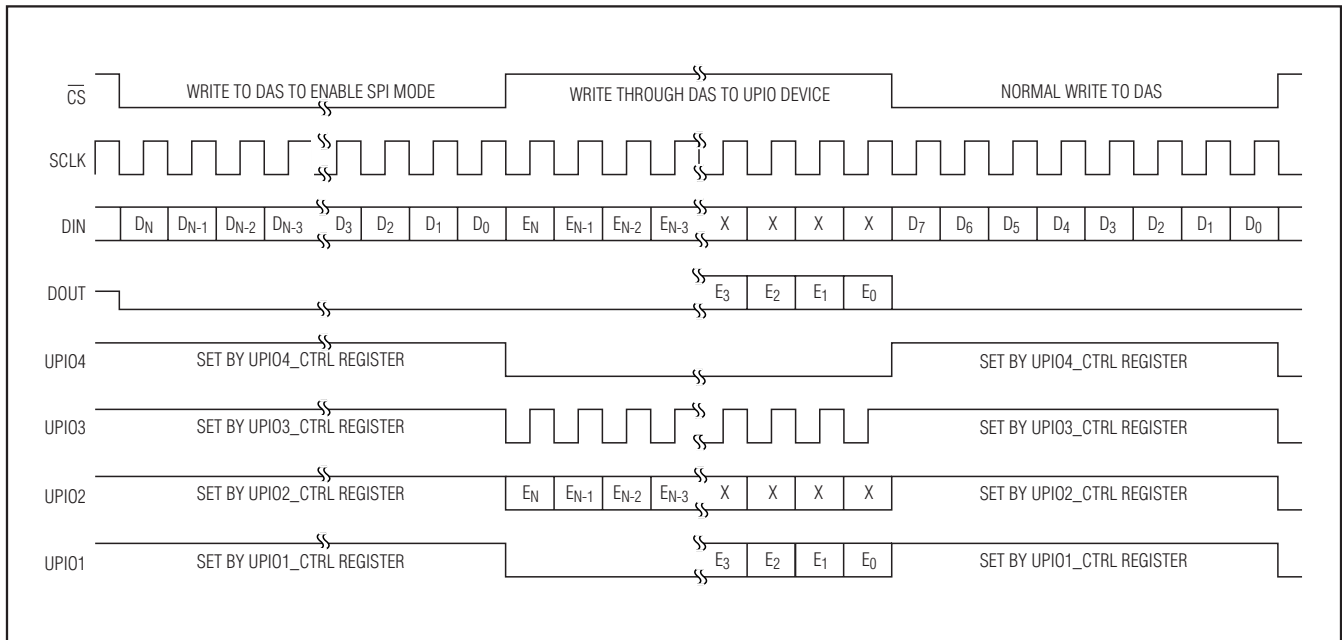 CS WRITE TO DAS TO ENABLE SPI MODE WRITE THROUGH DAS TO UPIO DEVICE NORMAL WRITE TO DAS
SCLK
DIN DN DN-1 DN-2 DN-3 D3 D2 D1 D0 EN EN-1 EN-2 EN-3 X X X X D7 D6 D5 D4 D3 D2 D1 D0
DOUT E3 E2 E1 E0
UPIO4 SET BY UPIO4_CTRL REGISTER SET BY UPIO4_CTRL REGISTER
UPIO3 SET BY UPIO3_CTRL REGISTER SET BY UPIO3_CTRL REGISTER
UPIO2 SET BY UPIO2_CTRL REGISTER EN EN-1 EN-2 EN-3 X X X X SET BY UPIO2_CTRL REGISTER
UPIO1 SET BY UPIO1_CTRL REGISTER E3 E2 E1 E0 SET BY UPIO1_CTRL REGISTER